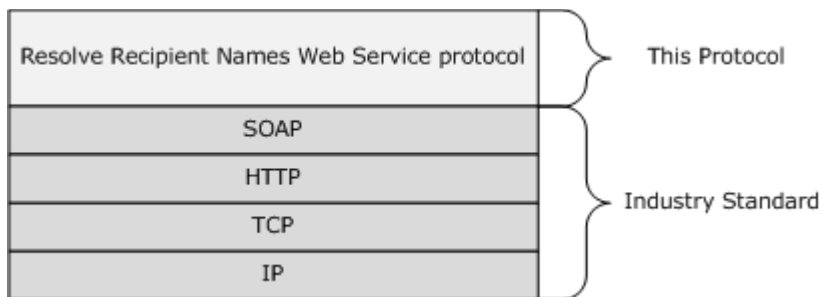 Resolve Recipient Names Web Service protocol
This Protocol
SOAP
HTTP
TCP
IP
Industry Standard